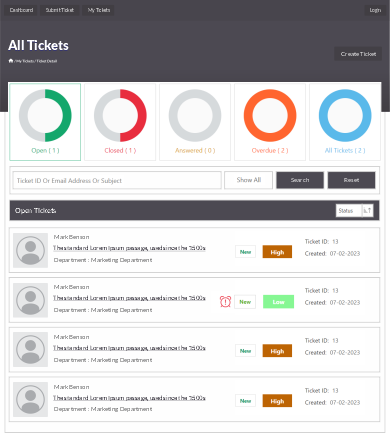 Dashboard Submit Ticket My Tickets Login
All Tickets
/ My Tickets / Ticket Detail
Create Ticket
Open ( 1 ) Closed ( 1 ) Answered ( 0 ) Overdue ( 2 ) All Tickets ( 2 )
Ticket ID Or Email Address Or Subject Show All Search Reset
Open Tickets Status
Mark Benson
The standard Lorem Ipsum passage, used since the 1500s
Department : Marketing Department
New High
Ticket ID: 13
Created: 07-02-2023
Mark Benson
The standard Lorem Ipsum passage, used since the 1500s
Department : Marketing Department
New Low
Ticket ID: 13
Created: 07-02-2023
Mark Benson
The standard Lorem Ipsum passage, used since the 1500s
Department : Marketing Department
New High
Ticket ID: 13
Created: 07-02-2023
Mark Benson
The standard Lorem Ipsum passage, used since the 1500s
Department : Marketing Department
New High
Ticket ID: 13
Created: 07-02-2023